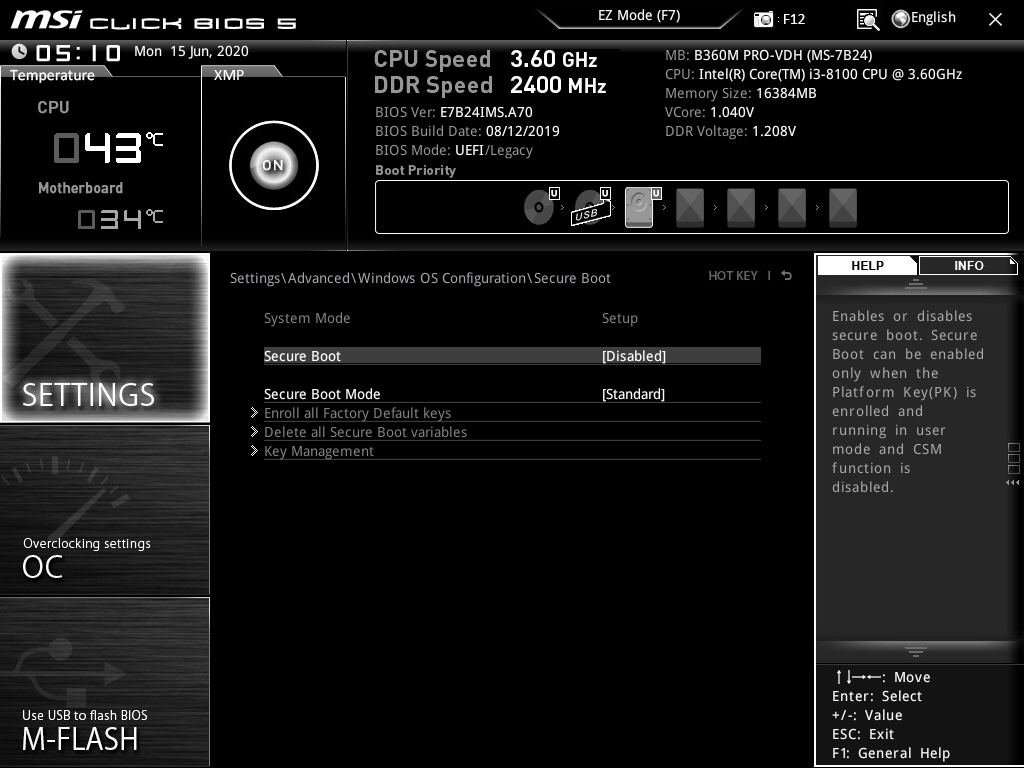 msi CLICK BIOS 5
EZ Mode (F7)
: F12
English
05:10 Mon 15 Jun, 2020
Temperature
CPU
043°C
Motherboard
034°C
XMP
ON
CPU Speed 3.60 GHz
DDR Speed 2400 MHz
BIOS Ver: E7B24IMS.A70
BIOS Build Date: 08/12/2019
BIOS Mode: UEFI/Legacy
Boot Priority
MB: B360M PRO-VDH (MS-7B24)
CPU: Intel(R) Core(TM) i3-8100 CPU @ 3.60GHz
Memory Size: 16384MB
VCore: 1.040V
DDR Voltage: 1.208V
U
U
U
USB
SETTINGS
Overclocking settings
OC
Use USB to flash BIOS
M-FLASH
Settings\Advanced\Windows OS Configuration\Secure Boot
HOT KEY |
System Mode Setup
Secure Boot [Disabled]
Secure Boot Mode [Standard]
Enroll all Factory Default keys
Delete all Secure Boot variables
Key Management
HELP
INFO
Enables or disables
secure boot. Secure
Boot can be enabled
only when the
Platform Key(PK) is
enrolled and
running in user
mode and CSM
function is
disabled.
↑↓→←: Move
Enter: Select
+/-: Value
ESC: Exit
F1: General Help